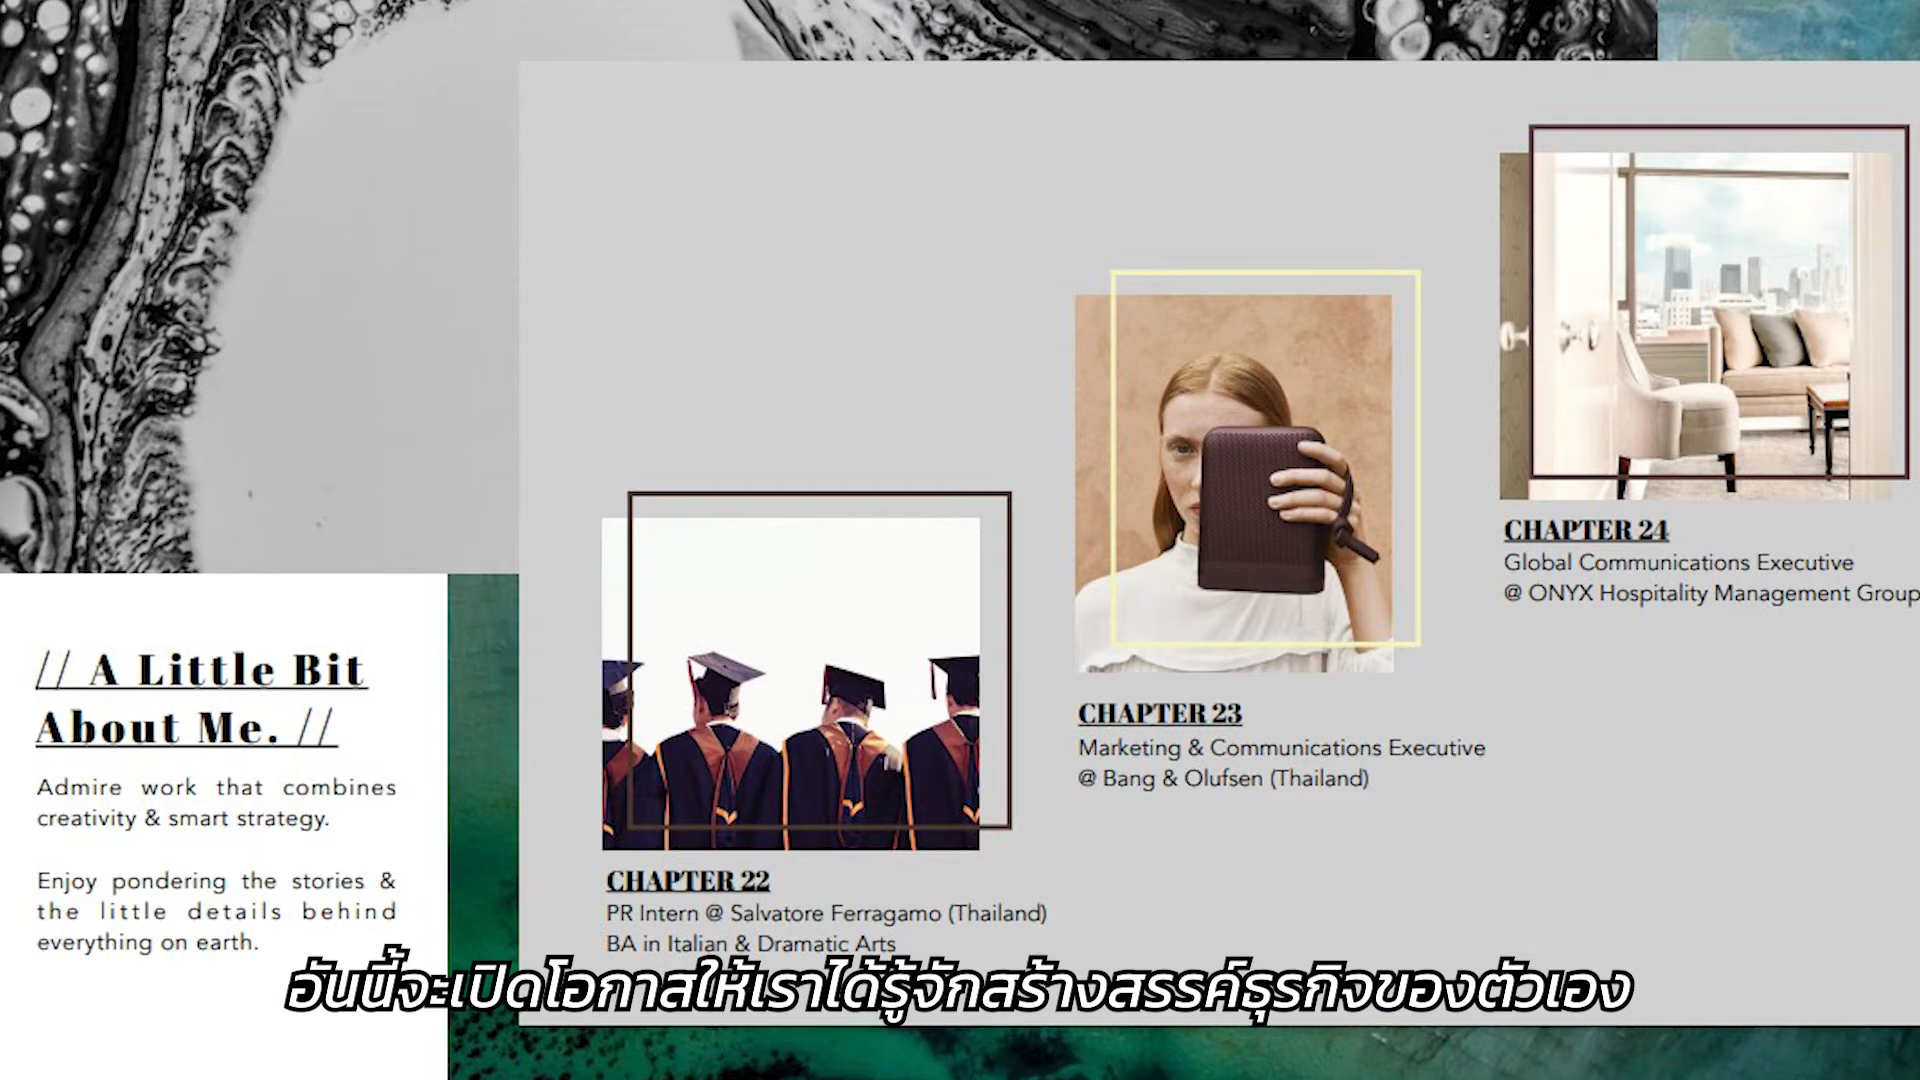 // A Little Bit
About Me. //
Admire work that combines
creativity & smart strategy.
Enjoy pondering the stories &
the little details behind
everything on earth.
CHAPTER 22
PR Intern @ Salvatore Ferragamo (Thailand)
BA in Italian & Dramatic Arts
CHAPTER 23
Marketing & Communications Executive
@ Bang & Olufsen (Thailand)
CHAPTER 24
Global Communications Executive
@ ONYX Hospitality Management Group
อันนี้จะเปิดโอกาสให้เราได้รู้จักสร้างสรรค์ธุรกิจของตัวเอง